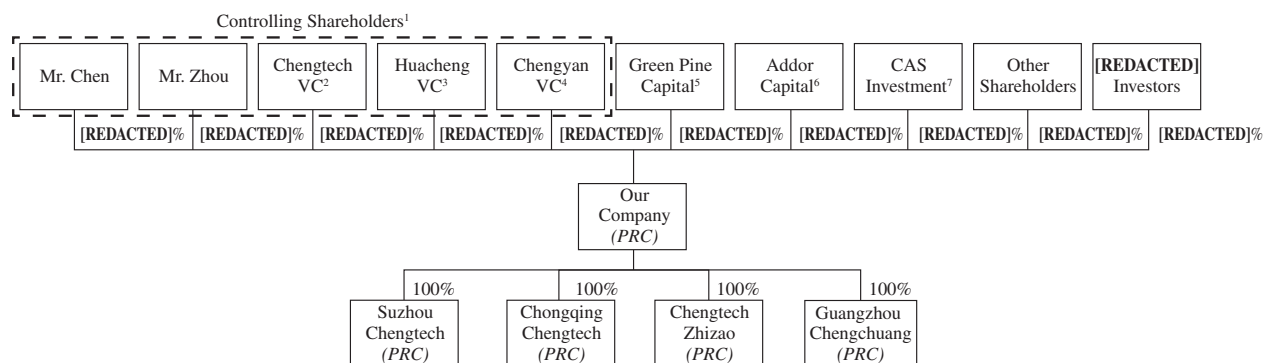 Controlling Shareholders¹
Mr. Chen
Mr. Zhou
Chengtech
VC²
Huacheng
VC³
Chengyan
VC⁴
Green Pine
Capital⁵
Addor
Capital⁶
CAS
Investment⁷
Other
Shareholders
[REDACTED]
Investors
[REDACTED]% [REDACTED]% [REDACTED]% [REDACTED]% [REDACTED]% [REDACTED]% [REDACTED]% [REDACTED]% [REDACTED]% [REDACTED]%
Our
Company
(PRC)
100% 100% 100% 100%
Suzhou
Chengtech
(PRC)
Chongqing
Chengtech
(PRC)
Chengtech
Zhizao
(PRC)
Guangzhou
Chengchuang
(PRC)